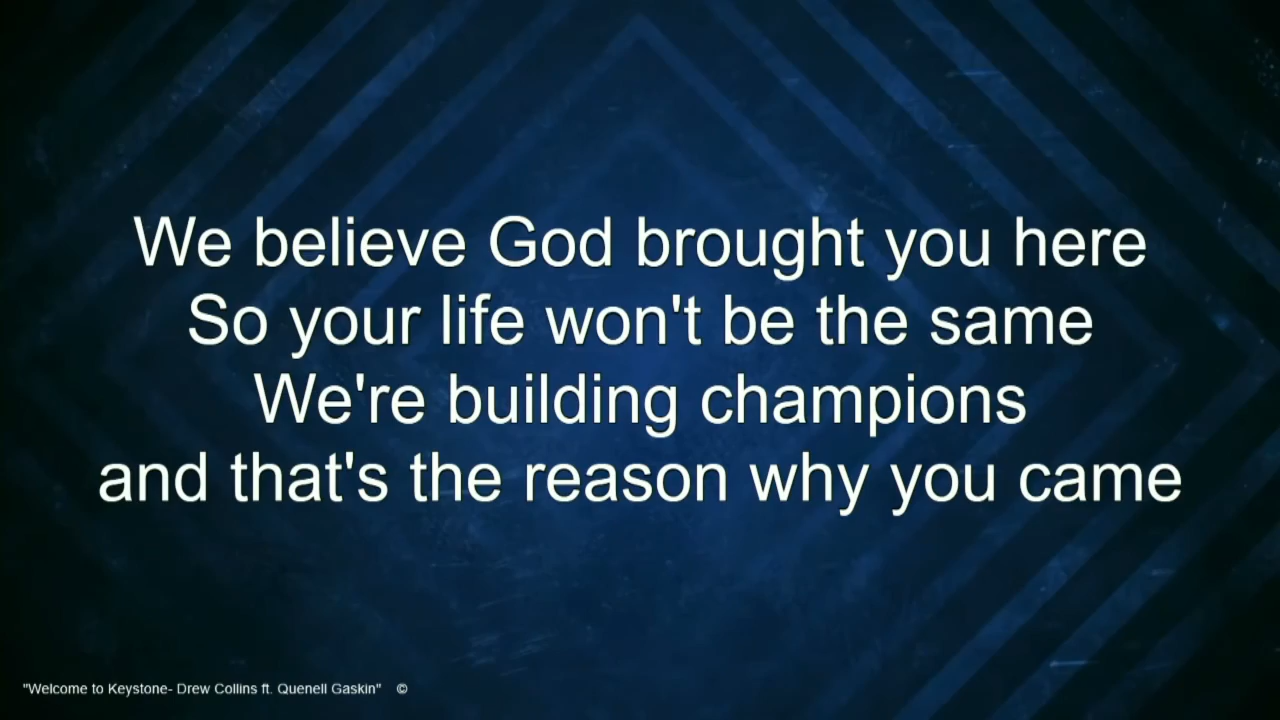 We believe God brought you here
So your life won't be the same
We're building champions
and that's the reason why you came
"Welcome to Keystone- Drew Collins ft. Quenell Gaskin" ©